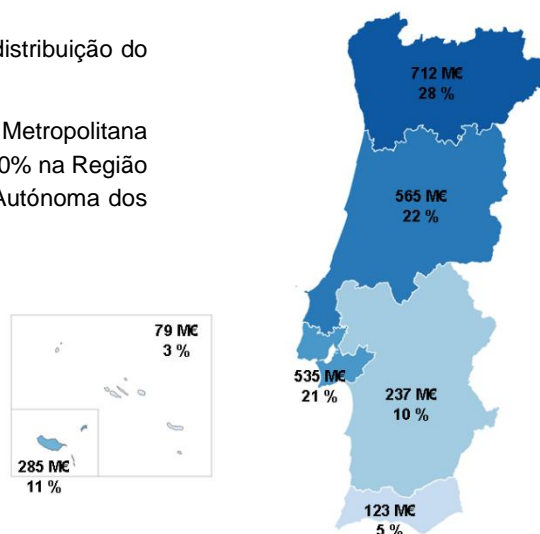 distribuição do
Metropolitana
0% na Região
Autónoma dos
712 M€
28 %
565 M€
22 %
535 M€
21 %
237 M€
10 %
123 M€
5 %
79 M€
3 %
285 M€
11 %